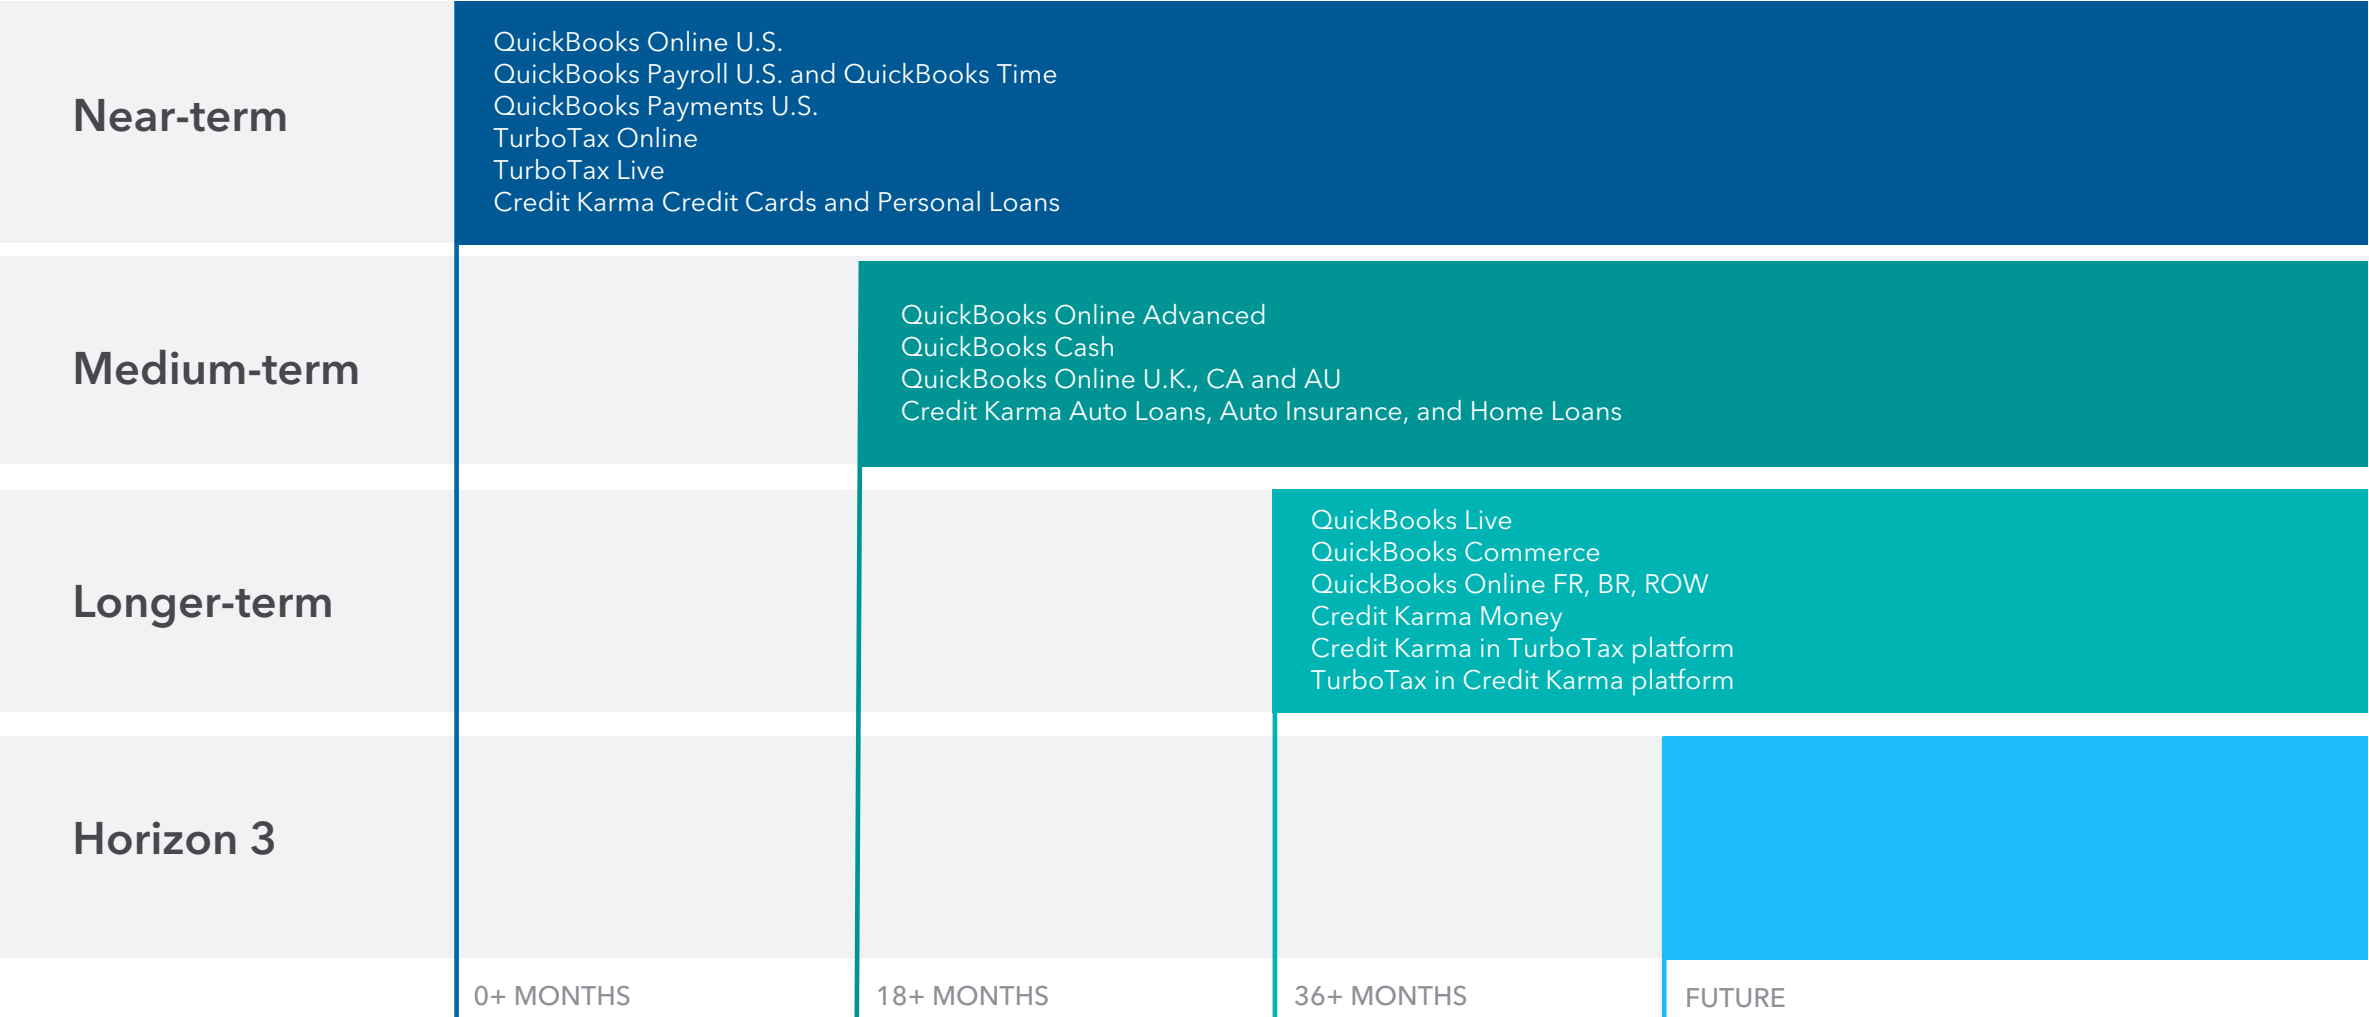 Near-term
QuickBooks Online U.S.
QuickBooks Payroll U.S. and QuickBooks Time
QuickBooks Payments U.S.
TurboTax Online
TurboTax Live
Credit Karma Credit Cards and Personal Loans
Medium-term
QuickBooks Online Advanced
QuickBooks Cash
QuickBooks Online U.K., CA and AU
Credit Karma Auto Loans, Auto Insurance, and Home Loans
Longer-term
QuickBooks Live
QuickBooks Commerce
QuickBooks Online FR, BR, ROW
Credit Karma Money
Credit Karma in TurboTax platform
TurboTax in Credit Karma platform
Horizon 3
0+ MONTHS
18+ MONTHS
36+ MONTHS
FUTURE